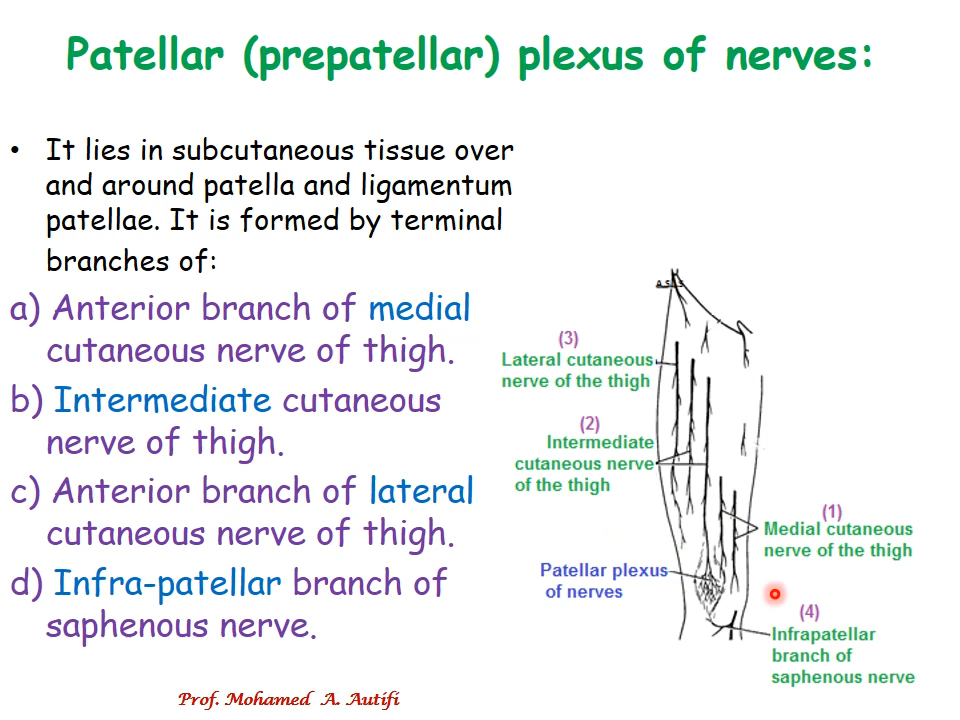 Patellar (prepatellar) plexus of nerves:
• It lies in subcutaneous tissue over
and around patella and ligamentum
patellae. It is formed by terminal
branches of:
a) Anterior branch of medial
cutaneous nerve of thigh.
b) Intermediate cutaneous
nerve of thigh.
c) Anterior branch of lateral
cutaneous nerve of thigh.
d) Infra-patellar branch of
saphenous nerve.
(3)
Lateral cutaneous
nerve of the thigh
(2)
Intermediate
cutaneous nerve
of the thigh
(1)
Medial cutaneous
nerve of the thigh
Patellar plexus
of nerves
(4)
Infrapatellar
branch of
saphenous nerve
Prof. Mohamed A. Autifi